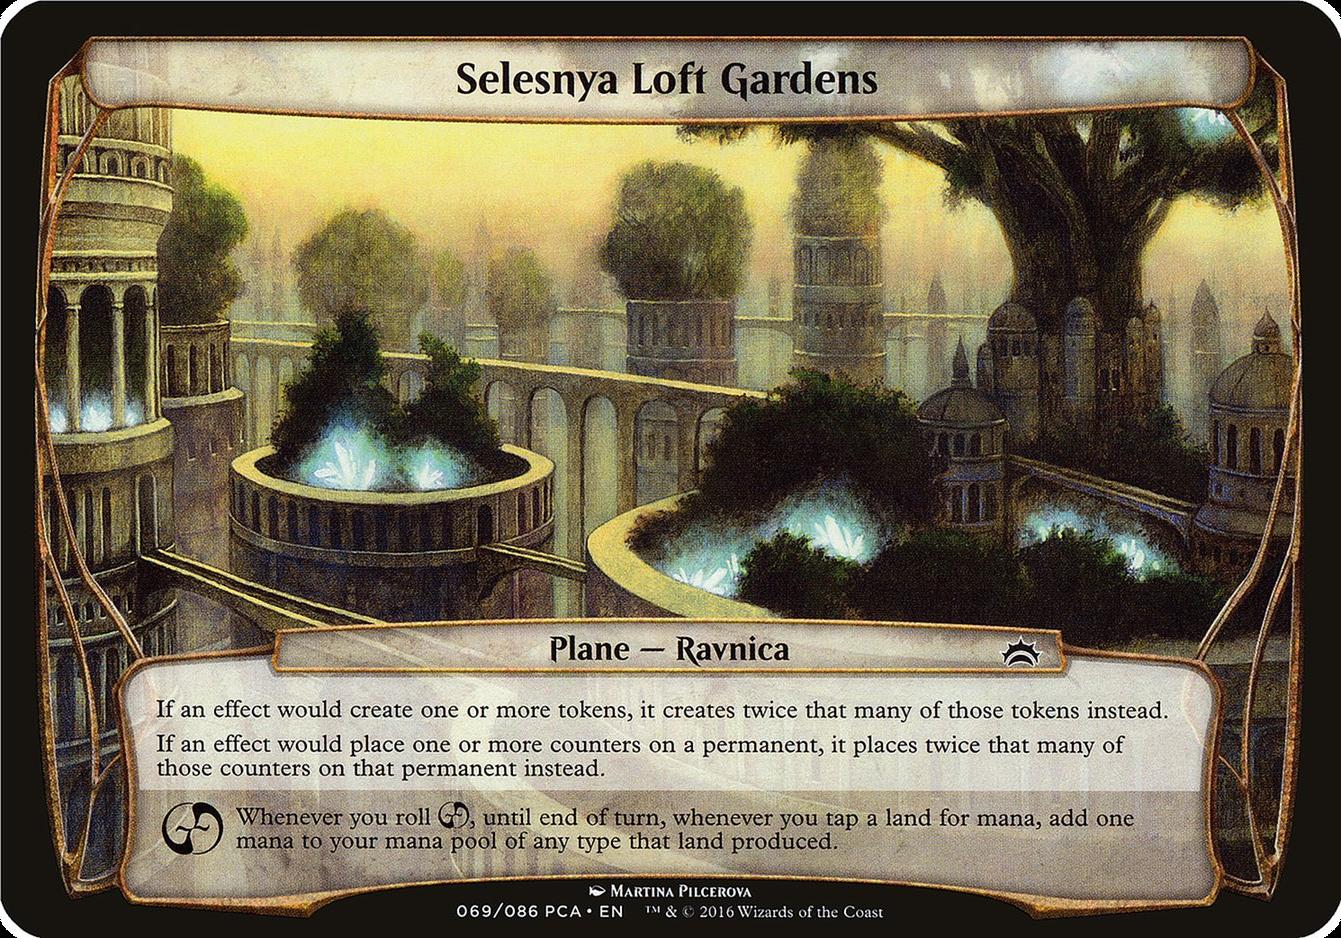 Selesnya Loft Gardens
Plane — Ravnica
If an effect would create one or more tokens, it creates twice that many of those tokens instead.
If an effect would place one or more counters on a permanent, it places twice that many of
those counters on that permanent instead.
Whenever you roll , until end of turn, whenever you tap a land for mana, add one
mana to your mana pool of any type that land produced.
Martina Pilcerova
069/086 PCA • EN ™ & © 2016 Wizards of the Coast